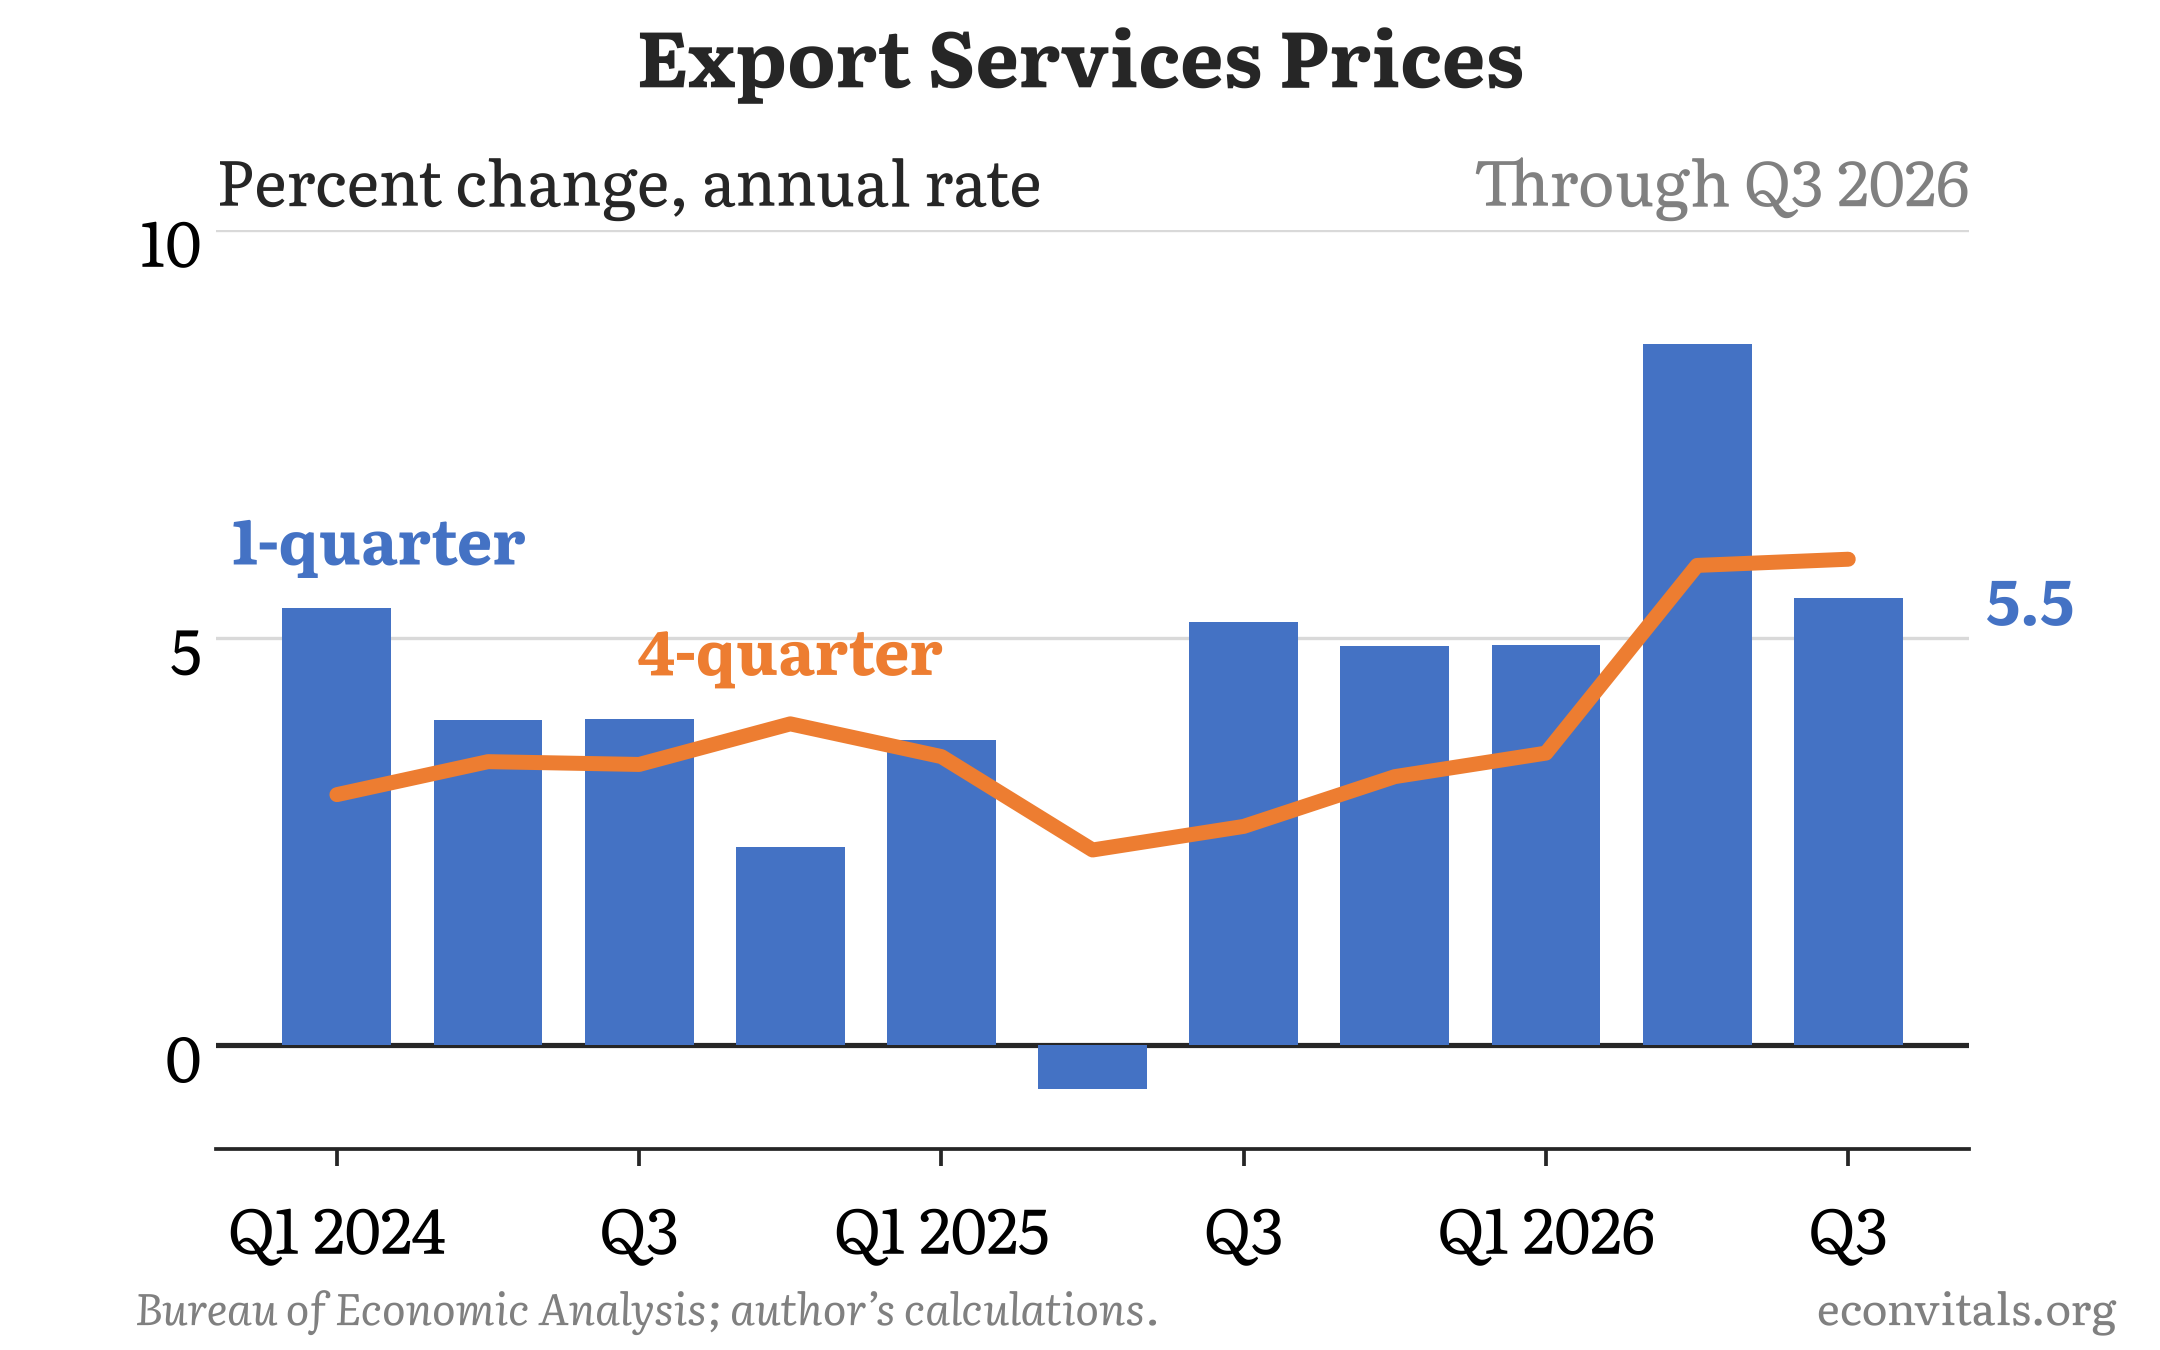 Export Services Prices
Percent change, annual rate
Through Q3 2026
10
1-quarter
5.5
4-quarter
5
0
Q1 2024
Q3
Q1 2025
Q3
Q1 2026
Q3
Bureau of Economic Analysis; author’s calculations.
econvitals.org